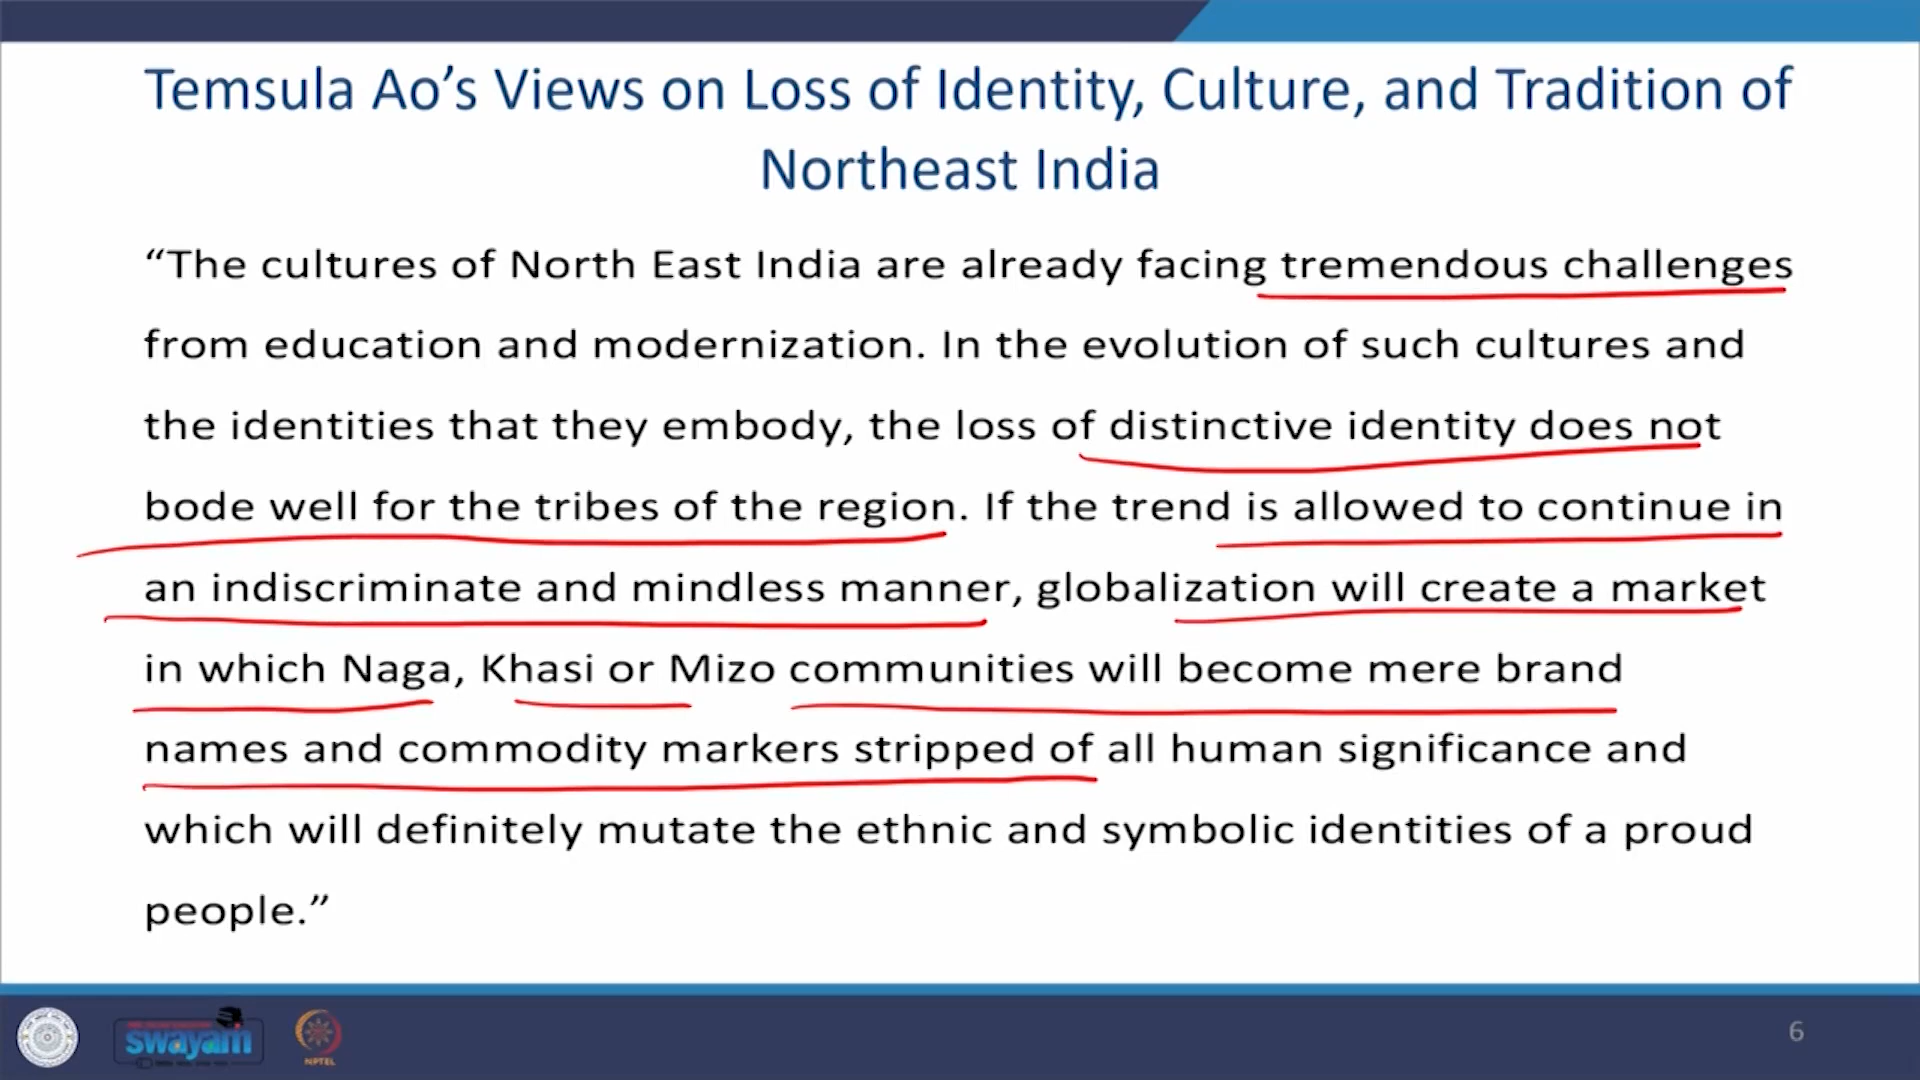 Temsula Ao’s Views on Loss of Identity, Culture, and Tradition of
Northeast India
“The cultures of North East India are already facing tremendous challenges
from education and modernization. In the evolution of such cultures and
the identities that they embody, the loss of distinctive identity does not
bode well for the tribes of the region. If the trend is allowed to continue in
an indiscriminate and mindless manner, globalization will create a market
in which Naga, Khasi or Mizo communities will become mere brand
names and commodity markers stripped of all human significance and
which will definitely mutate the ethnic and symbolic identities of a proud
people.”
swayam
NPTEL
6